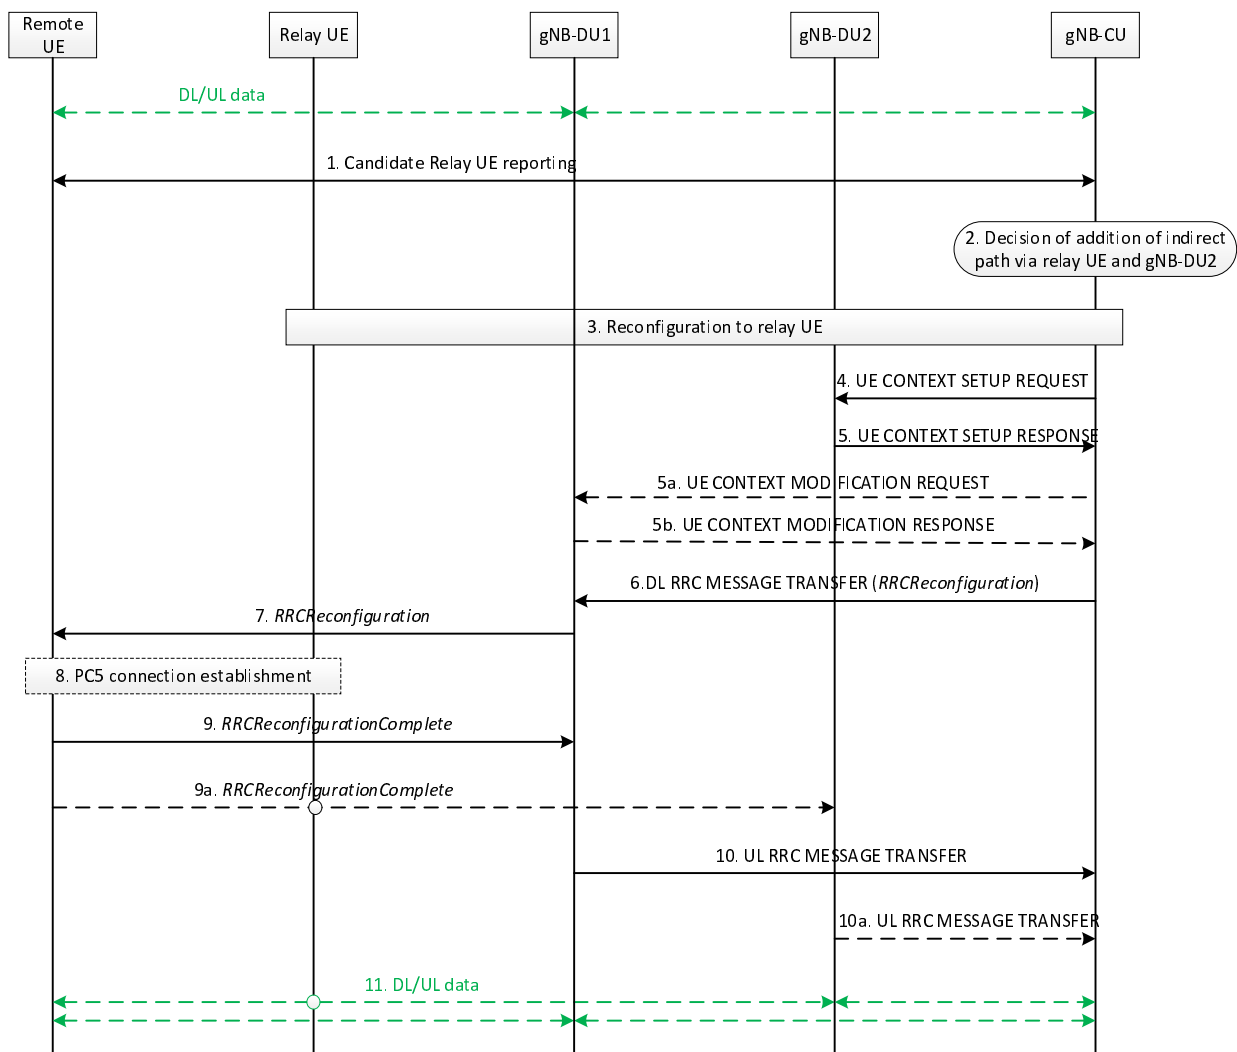 Remote
UE
Relay UE
gNB-DU1
gNB-DU2
gNB-CU
DL/UL data
1. Candidate Relay UE reporting
2. Decision of addition of indirect
path via relay UE and gNB-DU2
3. Reconfiguration to relay UE
4. UE CONTEXT SETUP REQUEST
5. UE CONTEXT SETUP RESPONSE
5a. UE CONTEXT MODIFICATION REQUEST
5b. UE CONTEXT MODIFICATION RESPONSE
6.DL RRC MESSAGE TRANSFER (RRCReconfiguration)
7. RRCReconfiguration
8. PC5 connection establishment
9. RRCReconfigurationComplete
9a. RRCReconfigurationComplete
10. UL RRC MESSAGE TRANSFER
10a. UL RRC MESSAGE TRANSFER
11. DL/UL data